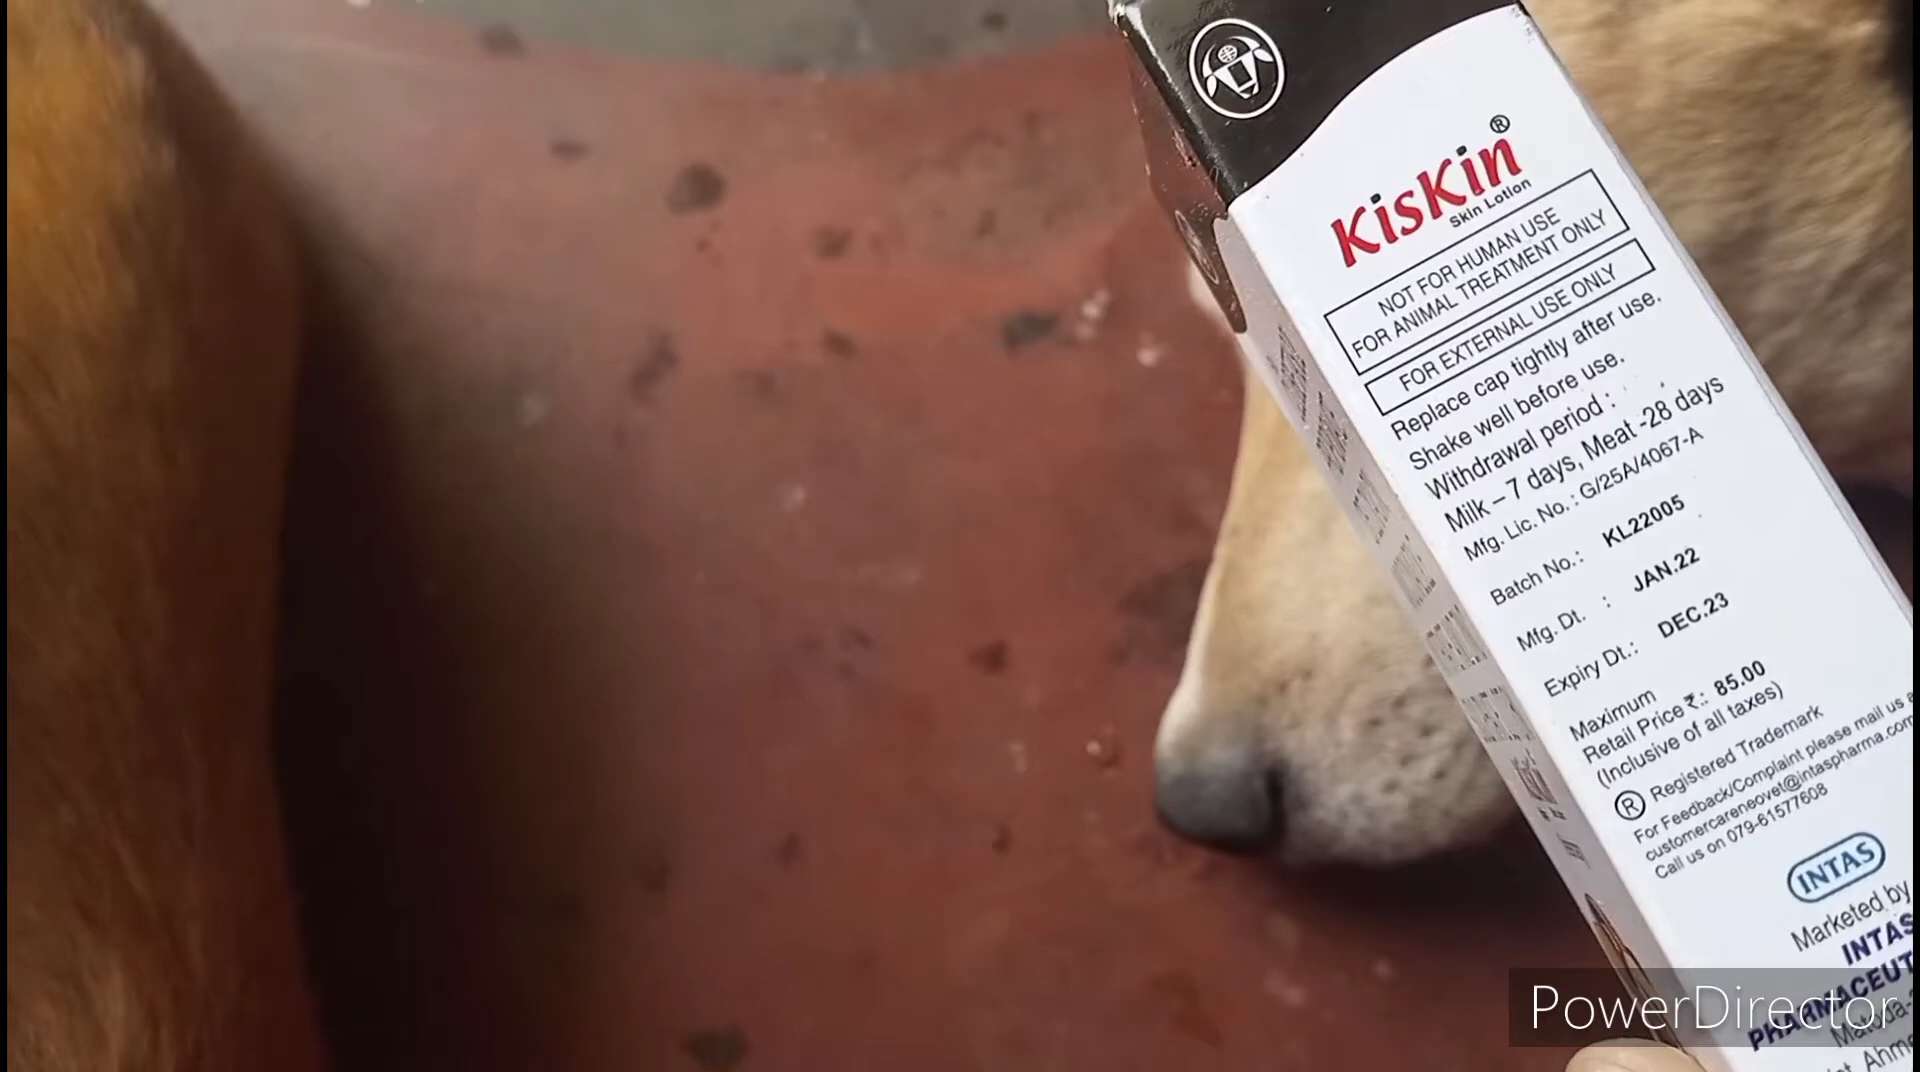 KisKin®
Skin Lotion
NOT FOR HUMAN USE
FOR ANIMAL TREATMENT ONLY
FOR EXTERNAL USE ONLY
Replace cap tightly after use.
Shake well before use.
Withdrawal period :
Milk – 7 days, Meat -28 days
Mfg. Lic. No. : G/25A/4067-A
Batch No.: KL22005
Mfg. Dt. : JAN.22
Expiry Dt.: DEC.23
Maximum
Retail Price ₹.: 85.00
(Inclusive of all taxes)
® Registered Trademark
For Feedback/Complaint please mail us
customercareneovet@intaspharma.com
Call us on 079-61577608
INTAS
Marketed by
INTAS
PHARMACEUT
PowerDirector